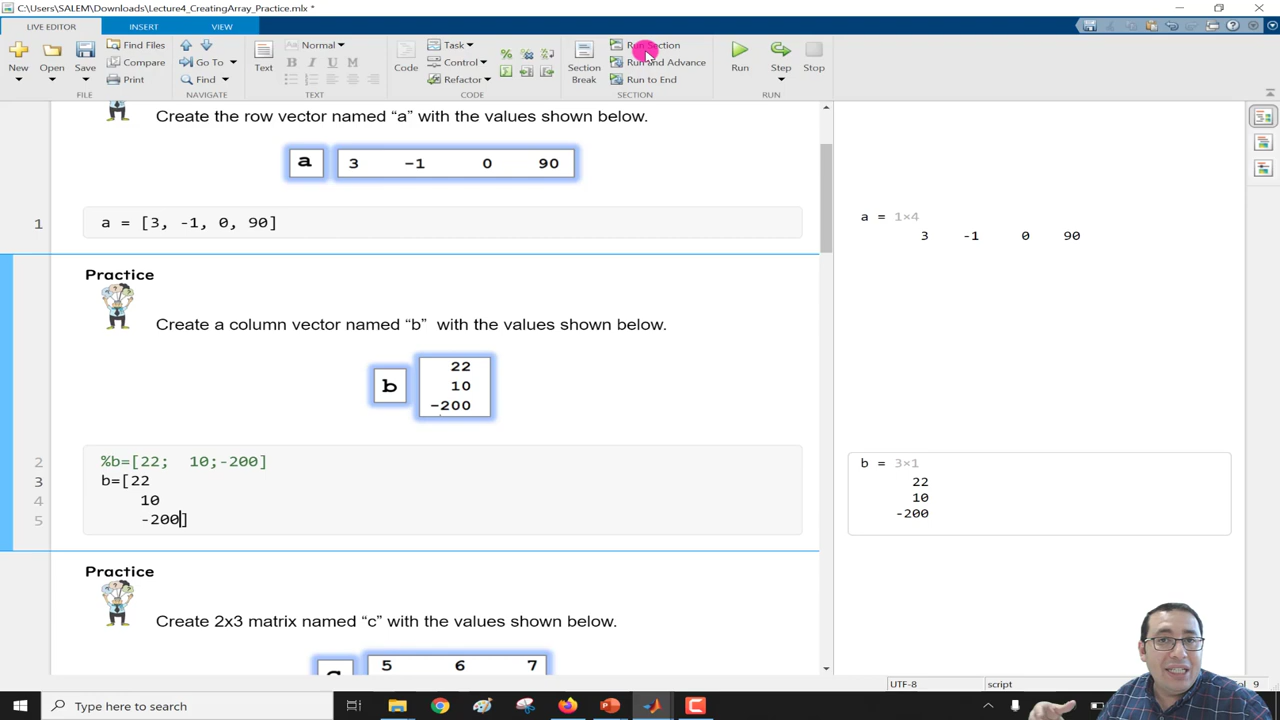 C:\Users\SALEM\Downloads\Lecture4_CreatingArray_Practice.mlx *
LIVE EDITOR INSERT VIEW
New Open Save Find Files Compare Print
FILE
Go To Find
NAVIGATE
Text Normal B I U M
TEXT
Code Task Control Refactor
CODE
Section Break Run Section Run and Advance Run to End
SECTION
Run Step Stop
RUN
Create the row vector named “a” with the values shown below.
a 3 -1 0 90
1 a = [3, -1, 0, 90]
a = 1×4
3 -1 0 90
Practice
Create a column vector named “b” with the values shown below.
b
22
10
-200
2 %b=[22; 10;-200]
3 b=[22
4 10
5 -200]
b = 3×1
22
10
-200
Practice
Create 2x3 matrix named “c” with the values shown below.
5 6 7
UTF-8 script 9
Type here to search